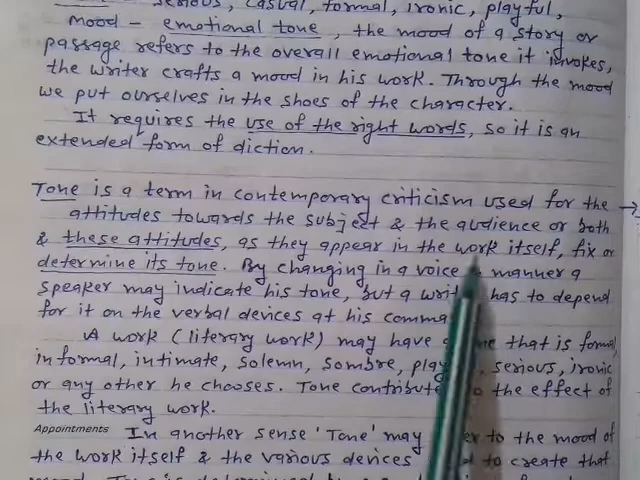 serious, casual, formal, ironic, playful,
Mood - emotional tone, the mood of a story or
passage refers to the overall emotional tone it invokes,
the writer crafts a mood in his work. Through the mood
we put ourselves in the shoes of the character.
It requires the use of the right words, so it is an
extended form of diction.
Tone is a term in contemporary criticism used for the →
attitudes towards the subject & the audience or both
& these attitudes, as they appear in the work itself, fix or
determine its tone. By changing in a voice manner a
speaker may indicate his tone, but a has to depend
for it on the verbal devices at his
A work (literary work) may have a that is formal,
informal, intimate, solemn, sombre, serious, ironic
or any other he chooses. Tone to the effect of
the literary work.
Appointments In another sense 'Tone' may to the mood of
the work itself & the various devices to create that